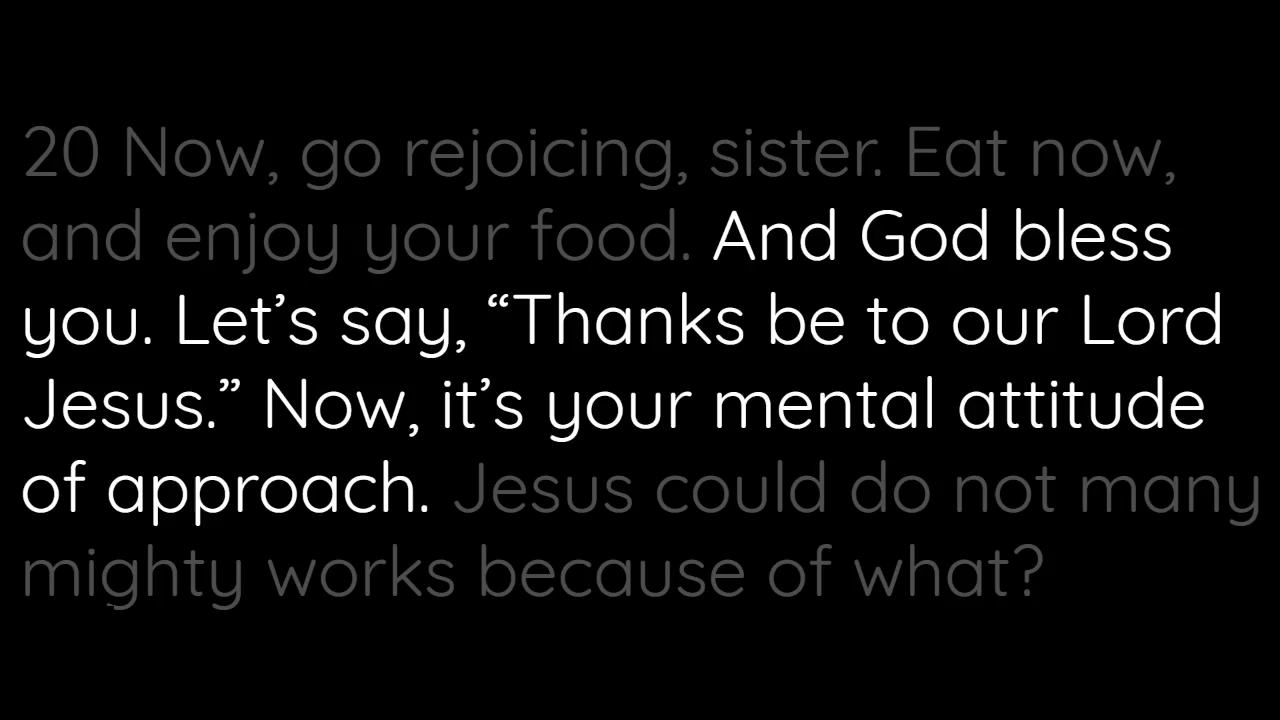 20 Now, go rejoicing, sister. Eat now,
and enjoy your food. And God bless
you. Let’s say, “Thanks be to our Lord
Jesus.” Now, it’s your mental attitude
of approach. Jesus could do not many
mighty works because of what?